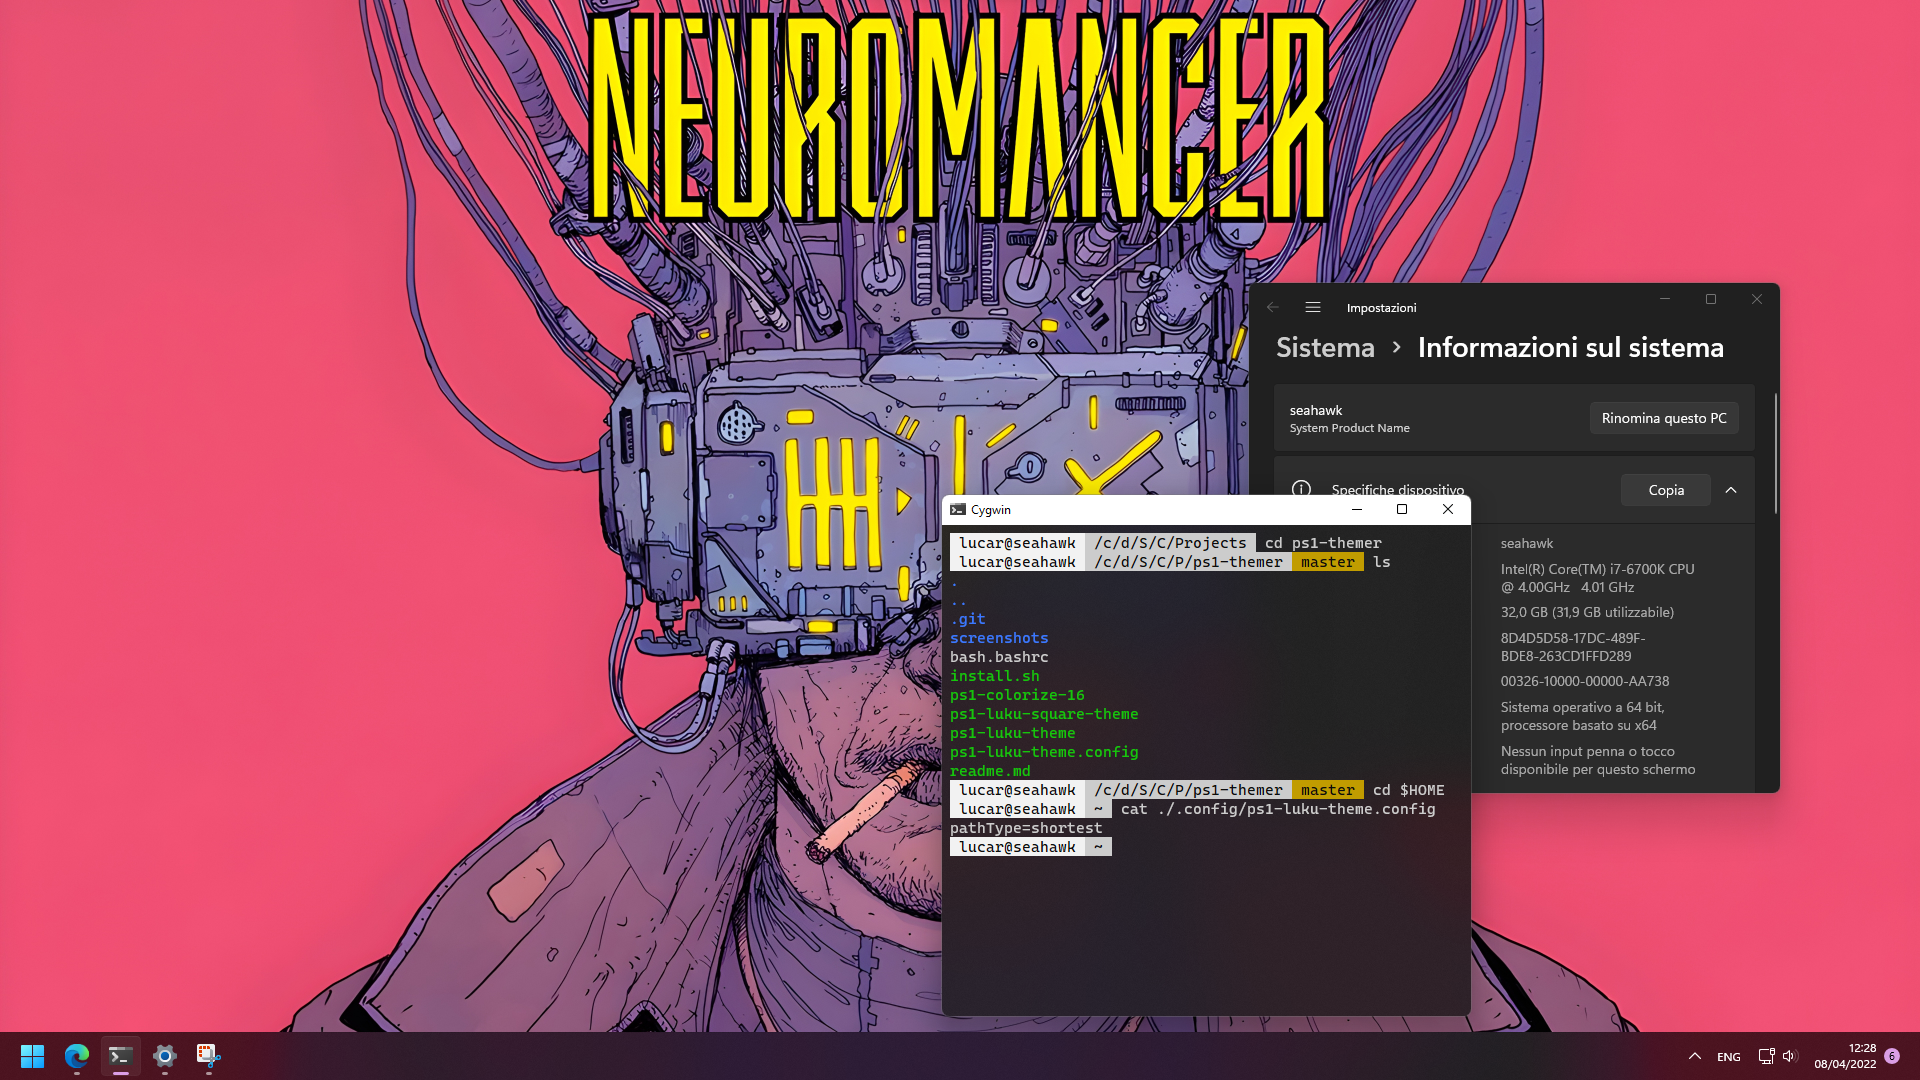 NEUROMANCER
Impostazioni
Sistema > Informazioni sul sistema
seahawk
System Product Name
Rinomina questo PC
Specifiche dispositivo
Copia
seahawk
Intel(R) Core(TM) i7-6700K CPU
@ 4.00GHz 4.01 GHz
32,0 GB (31,9 GB utilizzabile)
8D4D5D58-17DC-489F-
BDE8-263CD1FFD289
00326-10000-00000-AA738
Sistema operativo a 64 bit,
processore basato su x64
Nessun input penna o tocco
disponibile per questo schermo
Cygwin
lucar@seahawk /c/d/S/C/Projects cd ps1-themer
lucar@seahawk /c/d/S/C/P/ps1-themer master ls
.
..
.git
screenshots
bash.bashrc
install.sh
ps1-colorize-16
ps1-luku-square-theme
ps1-luku-theme
ps1-luku-theme.config
readme.md
lucar@seahawk /c/d/S/C/P/ps1-themer master cd $HOME
lucar@seahawk ~ cat ./.config/ps1-luku-theme.config
pathType=shortest
lucar@seahawk ~
ENG
12:28
08/04/2022
6